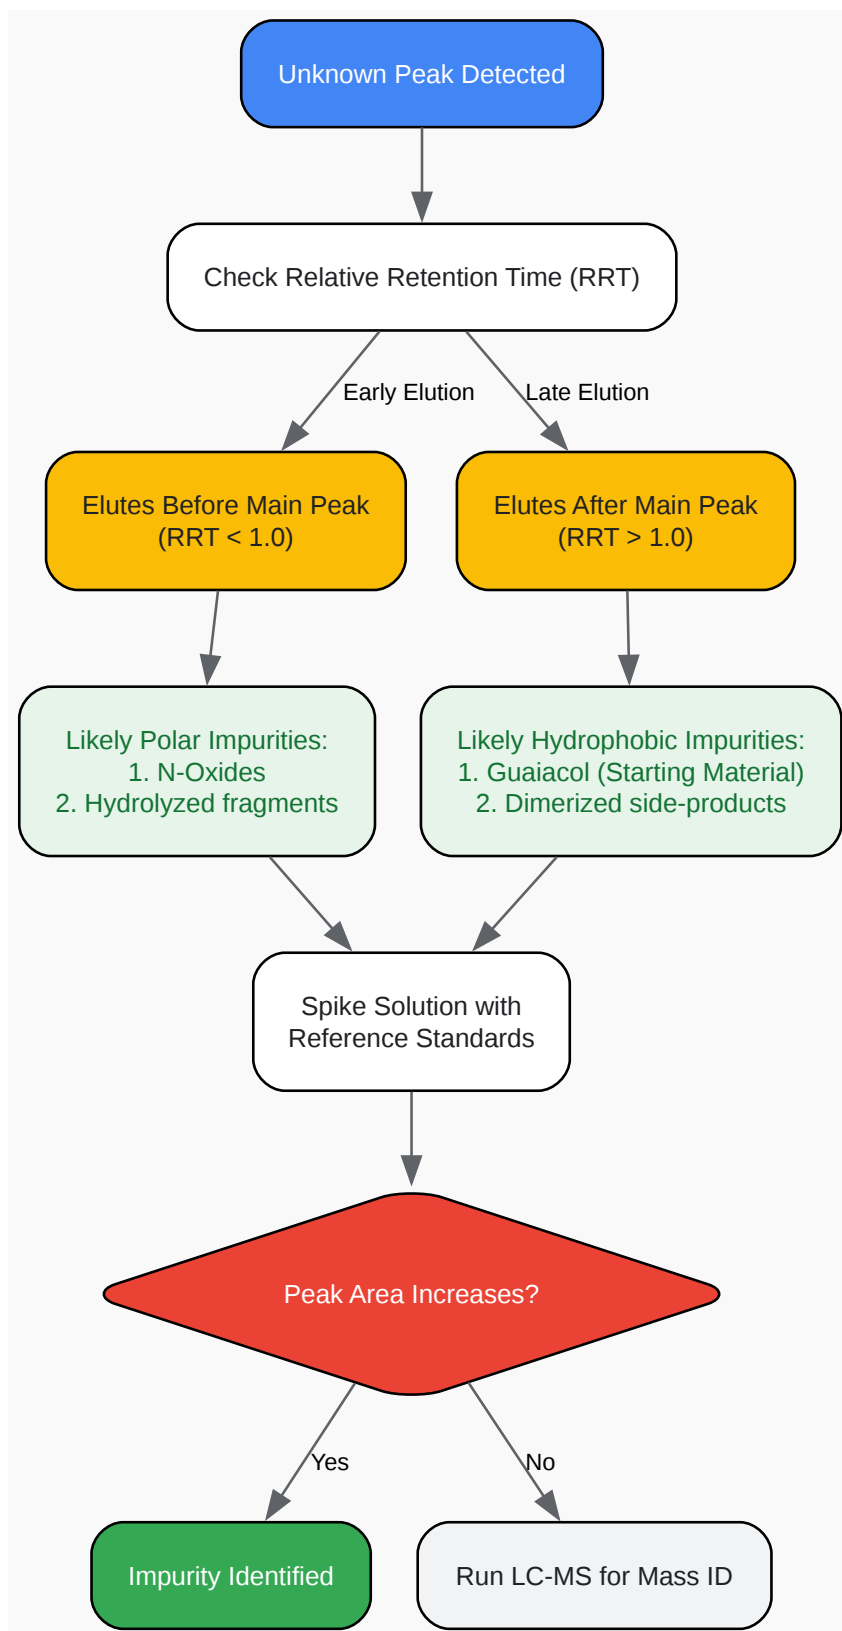 Unknown Peak Detected
Check Relative Retention Time (RRT)
Early Elution
Late Elution
Elutes Before Main Peak
(RRT < 1.0)
Elutes After Main Peak
(RRT > 1.0)
Likely Polar Impurities:
1. N-Oxides
2. Hydrolyzed fragments
Likely Hydrophobic Impurities:
1. Guaiacol (Starting Material)
2. Dimerized side-products
Spike Solution with
Reference Standards
Peak Area Increases?
Yes
No
Impurity Identified
Run LC-MS for Mass ID